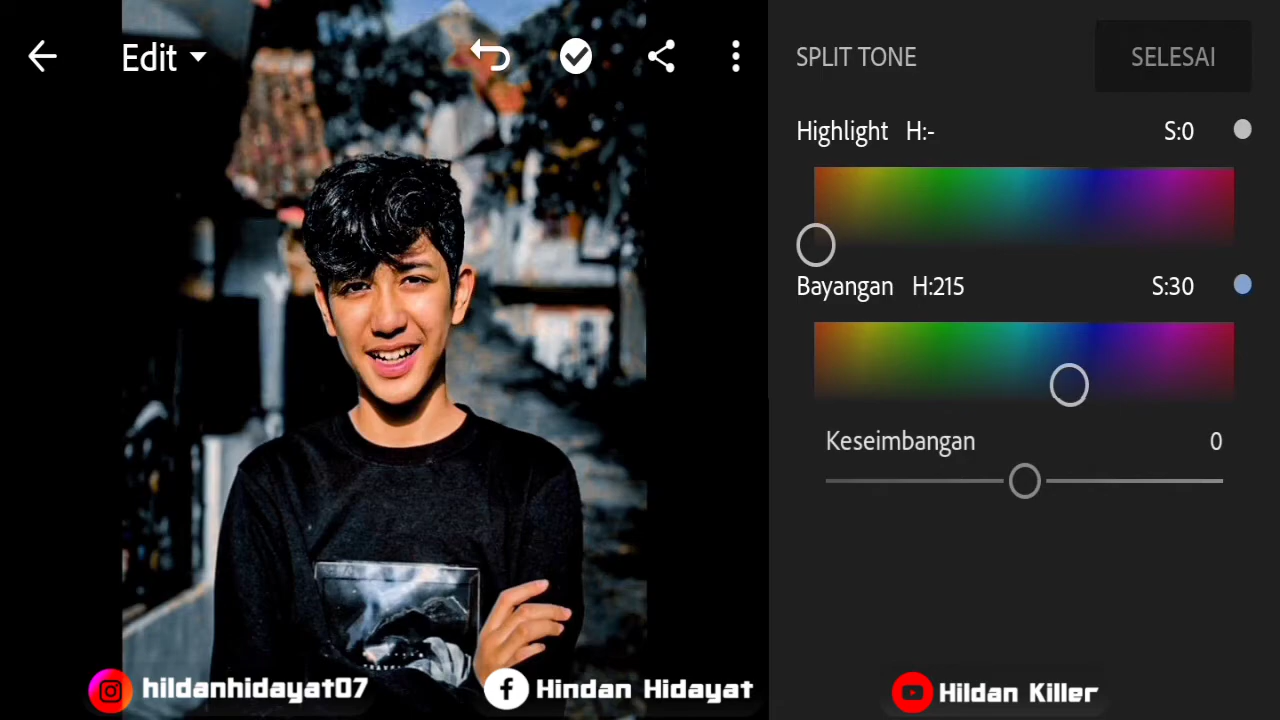 Edit
SPLIT TONE
SELESAI
Highlight H:- S:0
Bayangan H:215 S:30
Keseimbangan 0
hildanhidayat07
Hindan Hidayat
Hildan Killer